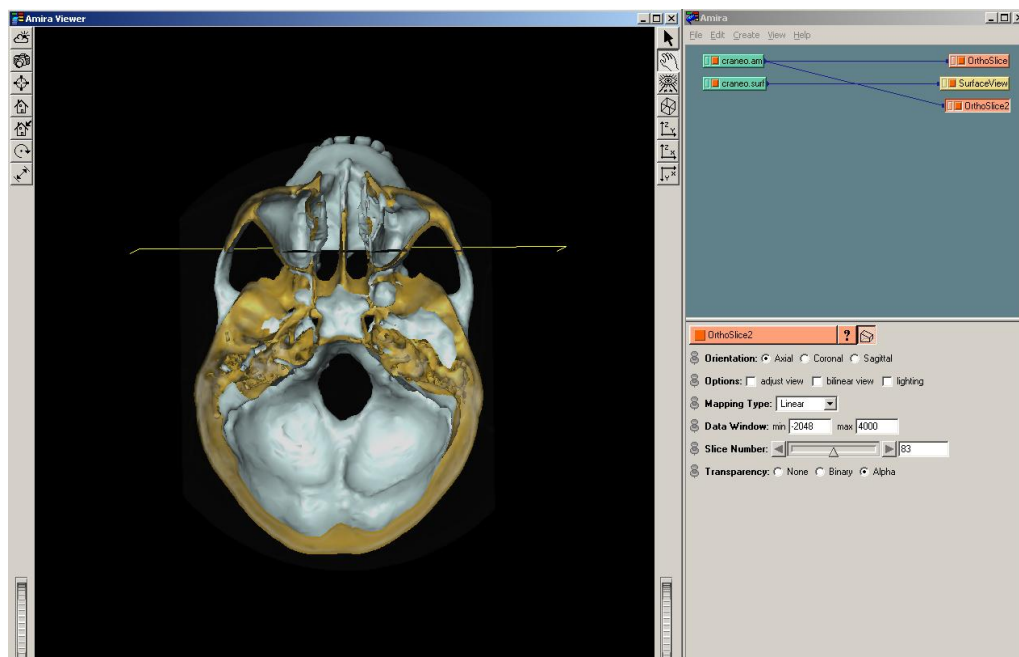 Amira Viewer
Amira
File Edit Create View Help
craneo.am
OrthoSlice
craneo.surf
SurfaceView
OrthoSlice2
OrthoSlice2 ?
Orientation: Axial Coronal Sagittal
Options: adjust view bilinear view lighting
Mapping Type: Linear
Data Window: min -2048 max 4000
Slice Number: 83
Transparency: None Binary Alpha